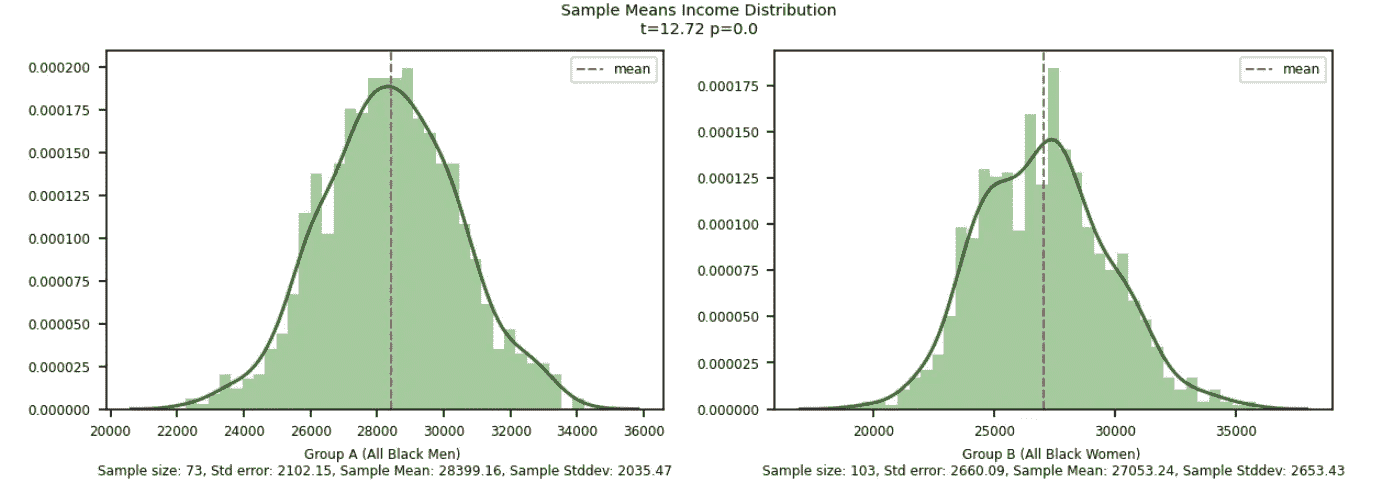 Sample Means Income Distribution
t=12.72 p=0.0
0.000200
0.000175
0.000150
0.000125
0.000100
0.000075
0.000050
0.000025
0.000000
mean
20000 22000 24000 26000 28000 30000 32000 34000 36000
Group A (All Black Men)
Sample size: 73, Std error: 2102.15, Sample Mean: 28399.16, Sample Stddev: 2035.47
0.000175
0.000150
0.000125
0.000100
0.000075
0.000050
0.000025
0.000000
mean
20000 25000 30000 35000
Group B (All Black Women)
Sample size: 103, Std error: 2660.09, Sample Mean: 27053.24, Sample Stddev: 2653.43